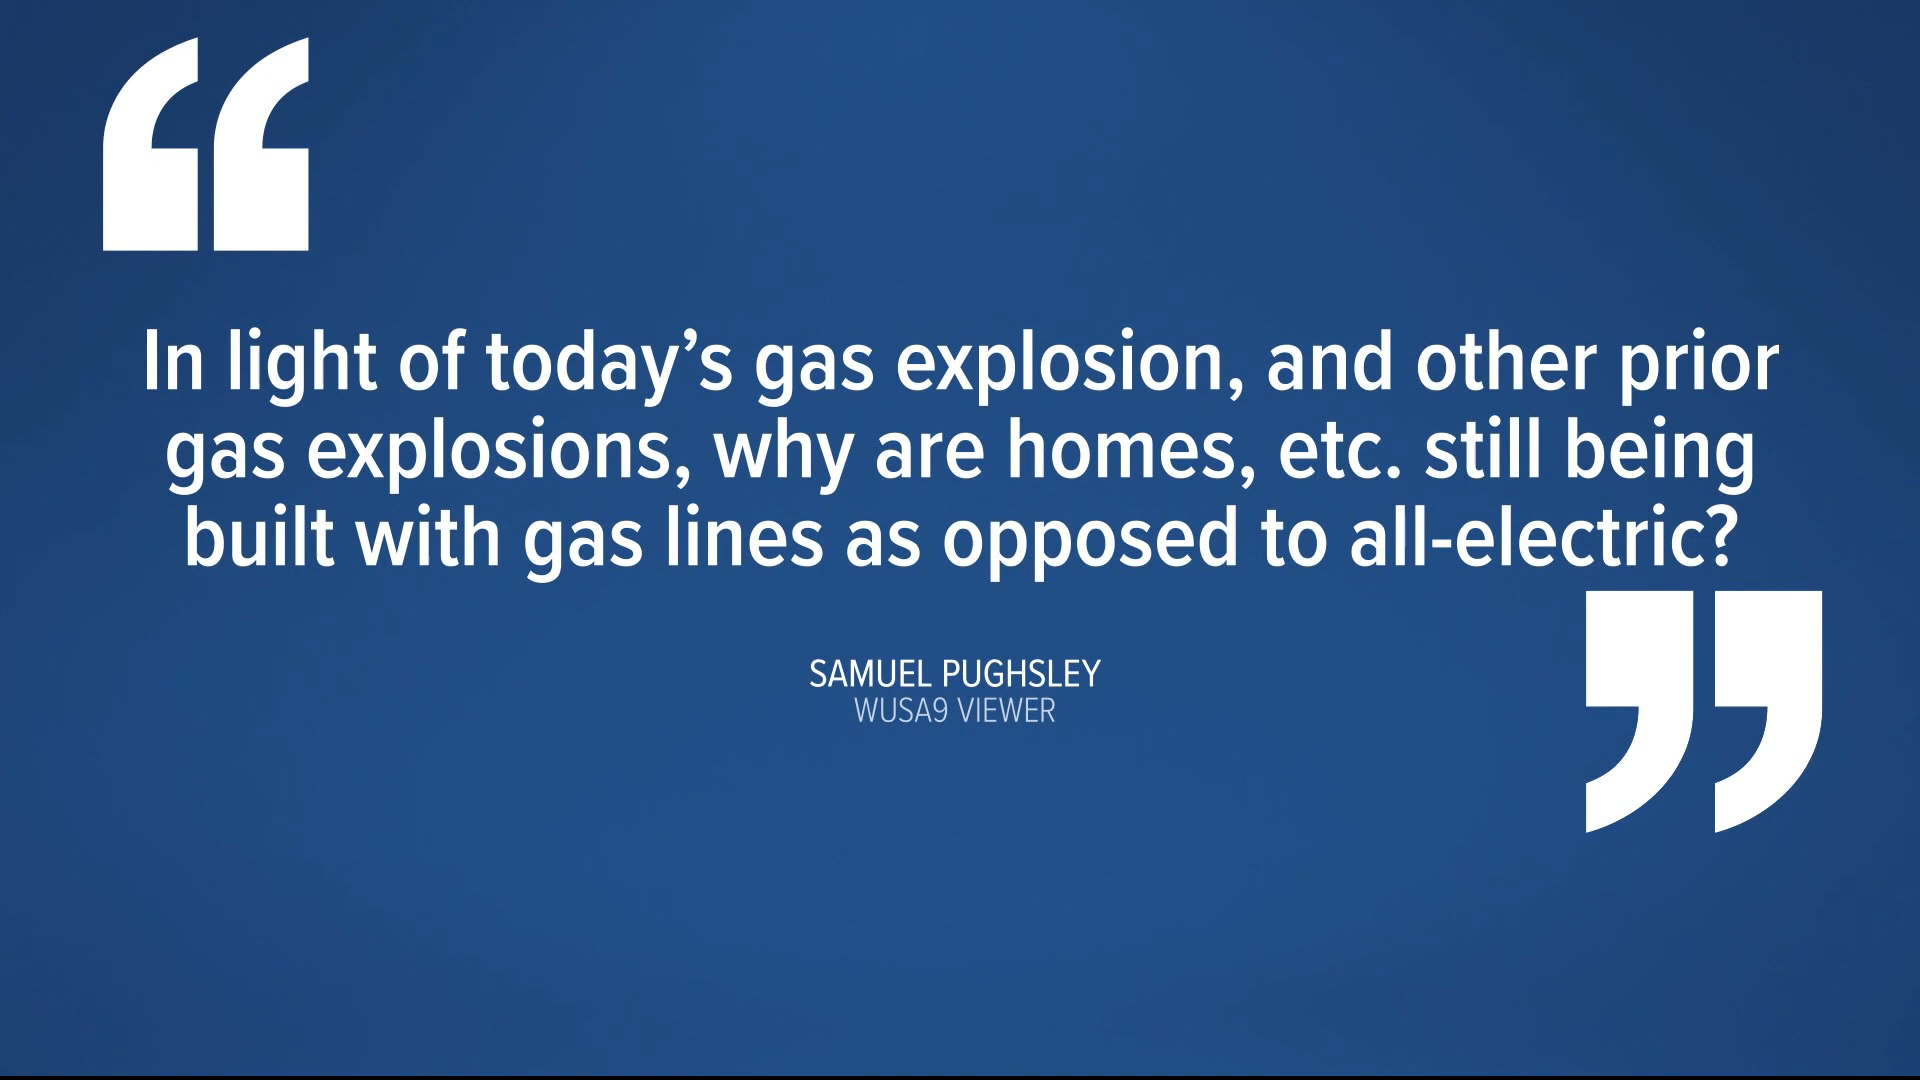 “
In light of today’s gas explosion, and other prior
gas explosions, why are homes, etc. still being
built with gas lines as opposed to all-electric?
”
SAMUEL PUGHSLEY
WUSA9 VIEWER